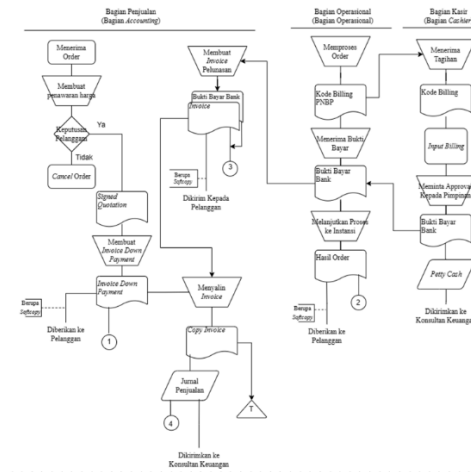 Bagian Penjualan
(Bagian Accounting)
Menerima
Order
Membuat
penawaran harga
Keputusan
Pelanggan
Ya
Tidak
Cancel Order
Signed
Quotation
Membuat
Invoice Down
Payment
Invoice Down
Payment
Berupa
Softcopy
Diberikan ke
Pelanggan
1
Membuat
Invoice
Pelunasan
Bukti Bayar Bank
Invoice
3
Berupa
Softcopy
Dikirim Kepada
Pelanggan
Menyalin
Invoice
Copy Invoice
Jurnal
Penjualan
4
T
Dikirimkan ke
Konsultan Keuangan
Bagian Operasional
(Bagian Operasional)
Memproses
Order
Kode Billing
PNBP
Menerima Bukti
Bayar
Bukti Bayar
Bank
Melanjutkan Proses
ke Instansi
Hasil Order
2
Berupa
Softcopy
Diberikan ke
Pelanggan
Bagian Kasir
(Bagian Cashier
Menerima
Tagihan
Kode Billing
Input Billing
Meminta Approval
Kepada Pimpinan
Bukti Bayar
Bank
Petty Cash
Dikirimkan ke
Konsultan Keuangan